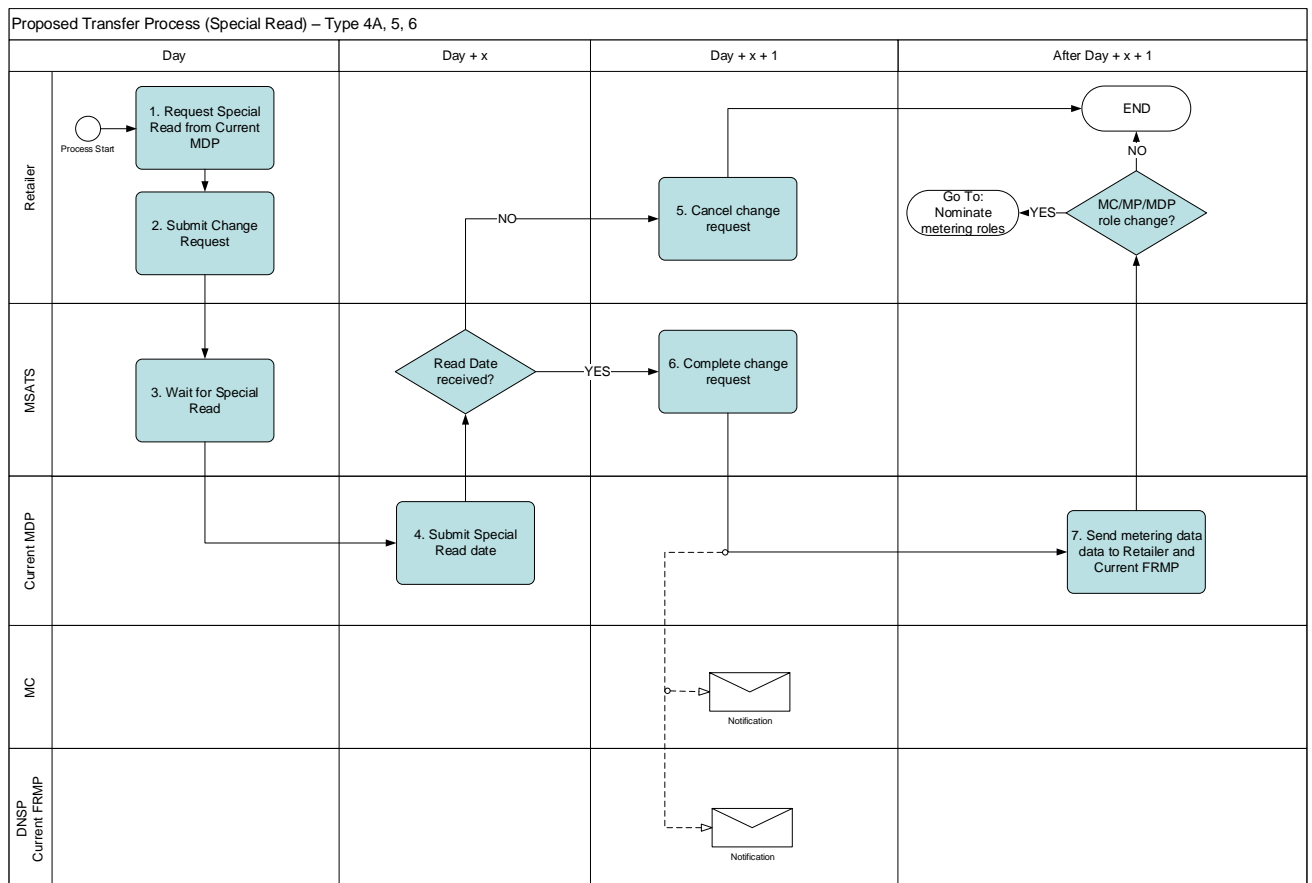 Proposed Transfer Process (Special Read) – Type 4A, 5, 6
Day
Day + x
Day + x + 1
After Day + x + 1
Retailer
Process Start
1. Request Special
Read from Current
MDP
2. Submit Change
Request
NO
5. Cancel change
request
END
NO
MC/MP/MDP
role change?
YES
Go To:
Nominate
metering roles
MSATS
3. Wait for Special
Read
Read Date
received?
YES
6. Complete change
request
Current MDP
4. Submit Special
Read date
7. Send metering data
data to Retailer and
Current FRMP
MC
Notification
DNSP
Current FRMP
Notification